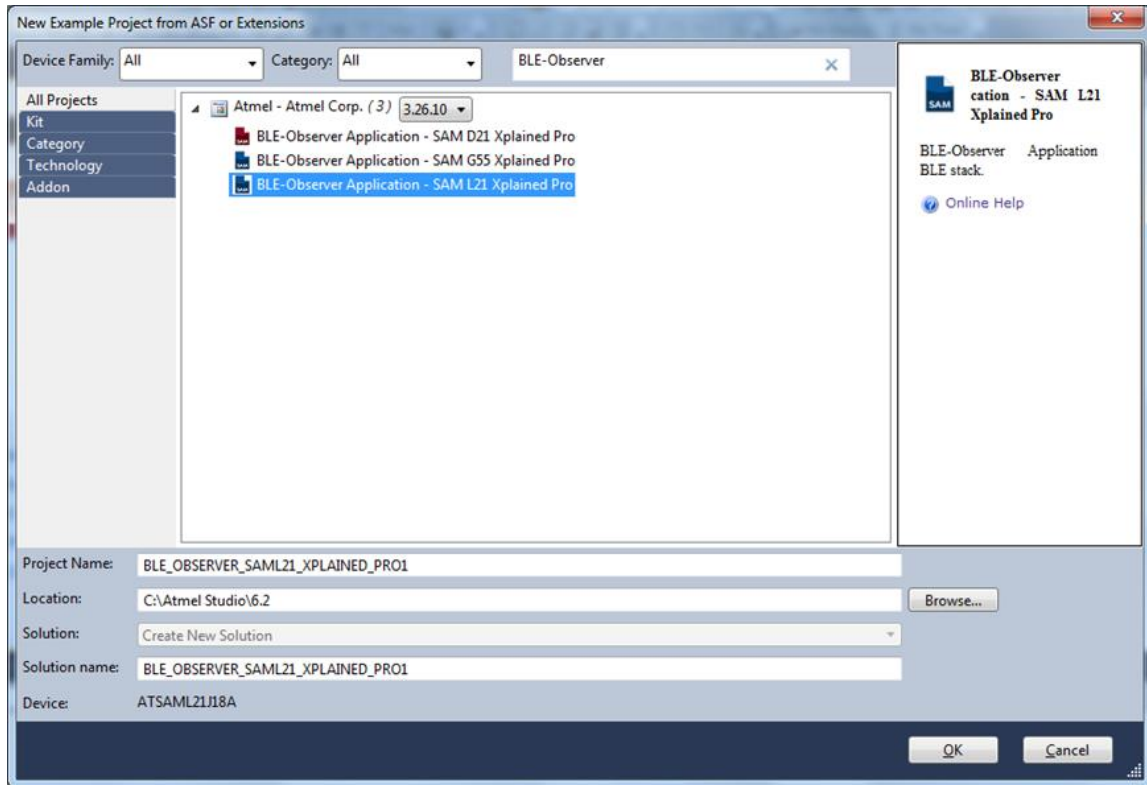 New Example Project from ASF or Extensions
Device Family: All Category: All BLE-Observer
All Projects
Kit
Category
Technology
Addon
Atmel - Atmel Corp. (3) 3.26.10
BLE-Observer Application - SAM D21 Xplained Pro
BLE-Observer Application - SAM G55 Xplained Pro
BLE-Observer Application - SAM L21 Xplained Pro
SAM
BLE-Observer
cation - SAM L21
Xplained Pro
BLE-Observer Application
BLE stack.
Online Help
Project Name: BLE_OBSERVER_SAML21_XPLAINED_PRO1
Location: C:\Atmel Studio\6.2 Browse...
Solution: Create New Solution
Solution name: BLE_OBSERVER_SAML21_XPLAINED_PRO1
Device: ATSAML21J18A
OK Cancel